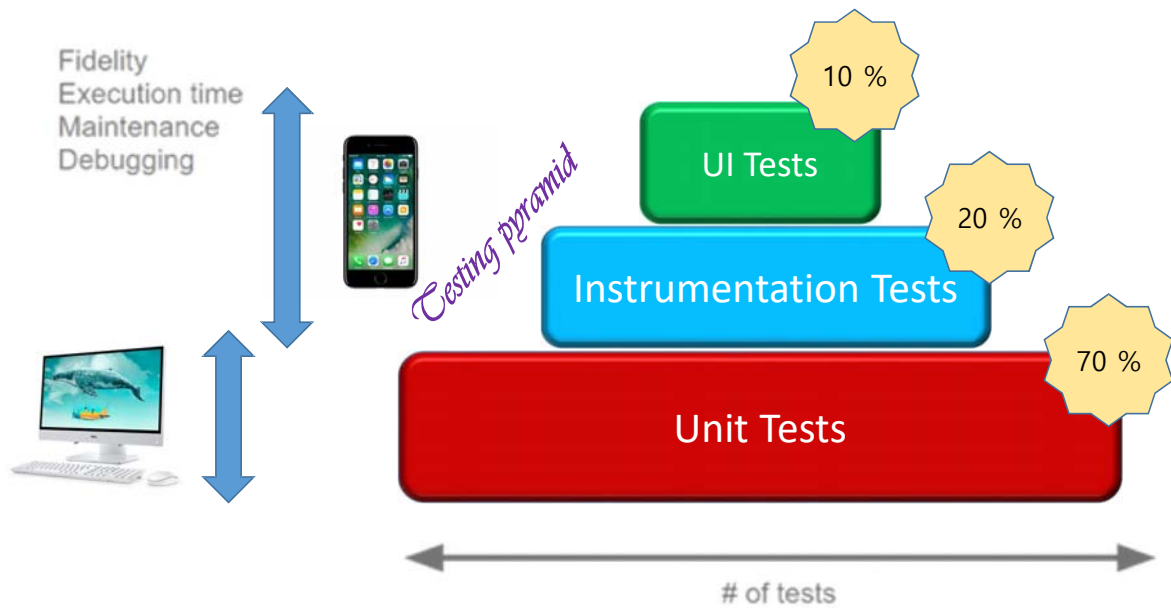 Fidelity
Execution time
Maintenance
Debugging
10 %
UI Tests
Testing pyramid
20 %
Instrumentation Tests
70 %
Unit Tests
# of tests